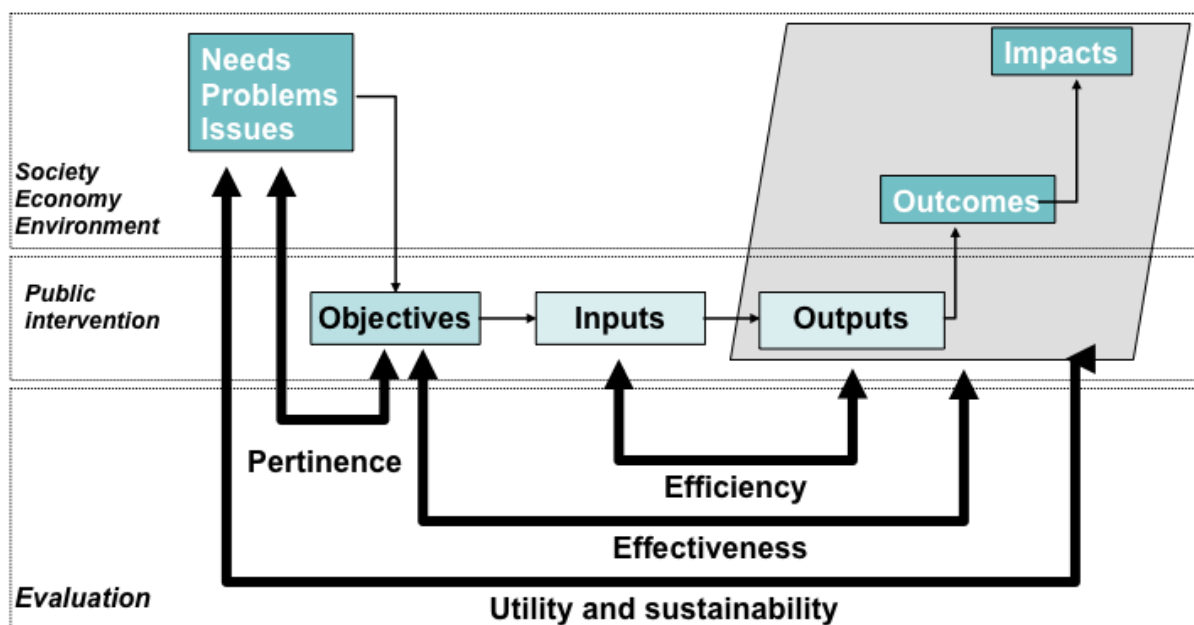 Needs
Problems
Issues
Impacts
Society
Economy
Environment
Outcomes
Public
intervention
Objectives
Inputs
Outputs
Pertinence
Efficiency
Effectiveness
Evaluation
Utility and sustainability